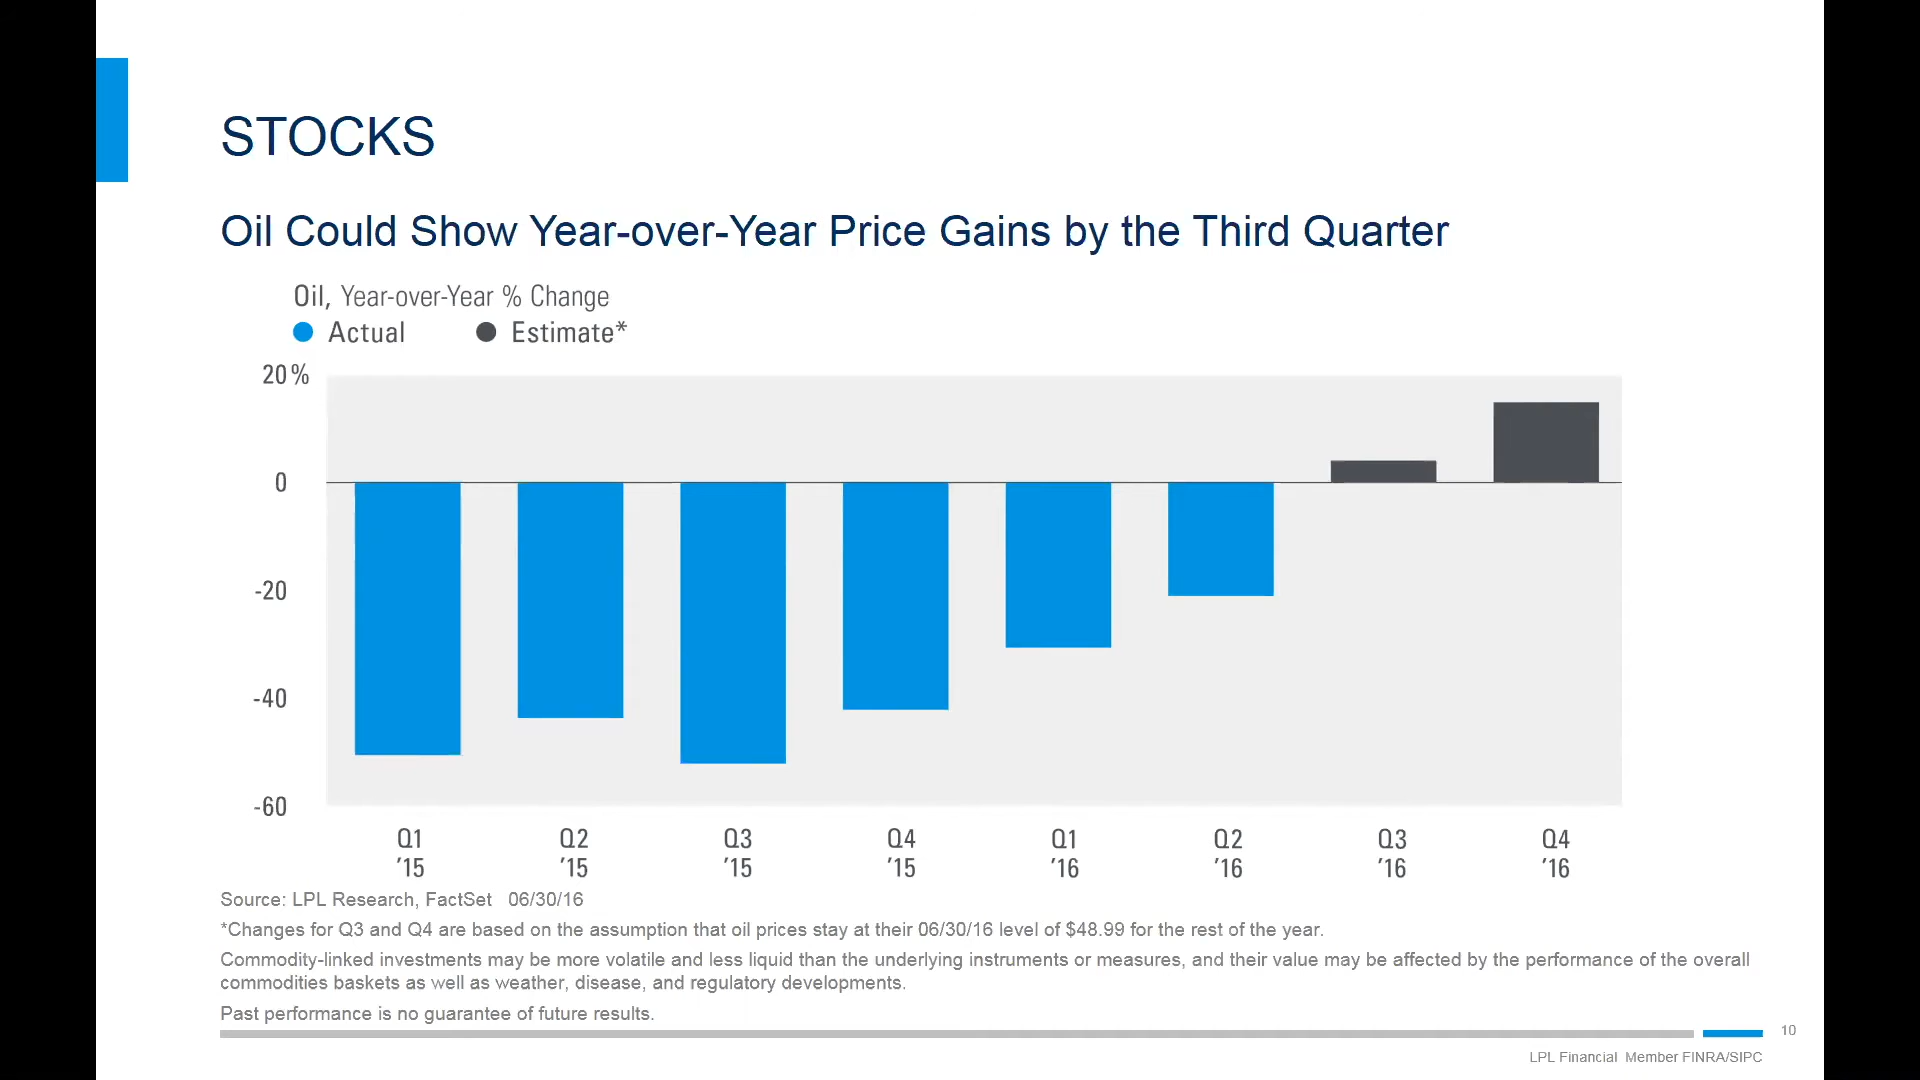 STOCKS
Oil Could Show Year-over-Year Price Gains by the Third Quarter
Oil, Year-over-Year % Change
Actual Estimate*
20%
0
-20
-40
-60
Q1 Q2 Q3 Q4 Q1 Q2 Q3 Q4
’15 ’15 ’15 ’15 ’16 ’16 ’16 ’16
Source: LPL Research, FactSet 06/30/16
*Changes for Q3 and Q4 are based on the assumption that oil prices stay at their 06/30/16 level of $48.99 for the rest of the year.
Commodity-linked investments may be more volatile and less liquid than the underlying instruments or measures, and their value may be affected by the performance of the overall
commodities baskets as well as weather, disease, and regulatory developments.
Past performance is no guarantee of future results.
10
LPL Financial Member FINRA/SIPC